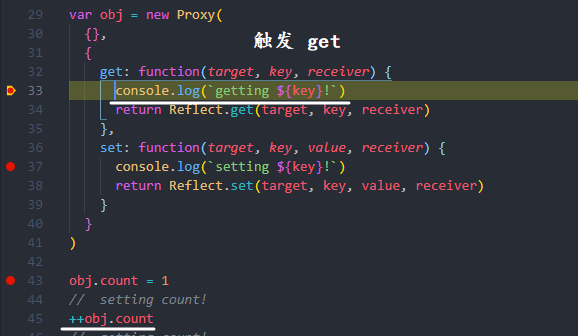 触发 get
29 var obj = new Proxy(
30 {},
31 {
32 get: function(target, key, receiver) {
33 console.log(`getting ${key}!`)
34 return Reflect.get(target, key, receiver)
35 },
36 set: function(target, key, value, receiver) {
37 console.log(`setting ${key}!`)
38 return Reflect.set(target, key, value, receiver)
39 }
40 }
41 )
42
43 obj.count = 1
44 //  setting count!
45 ++obj.count